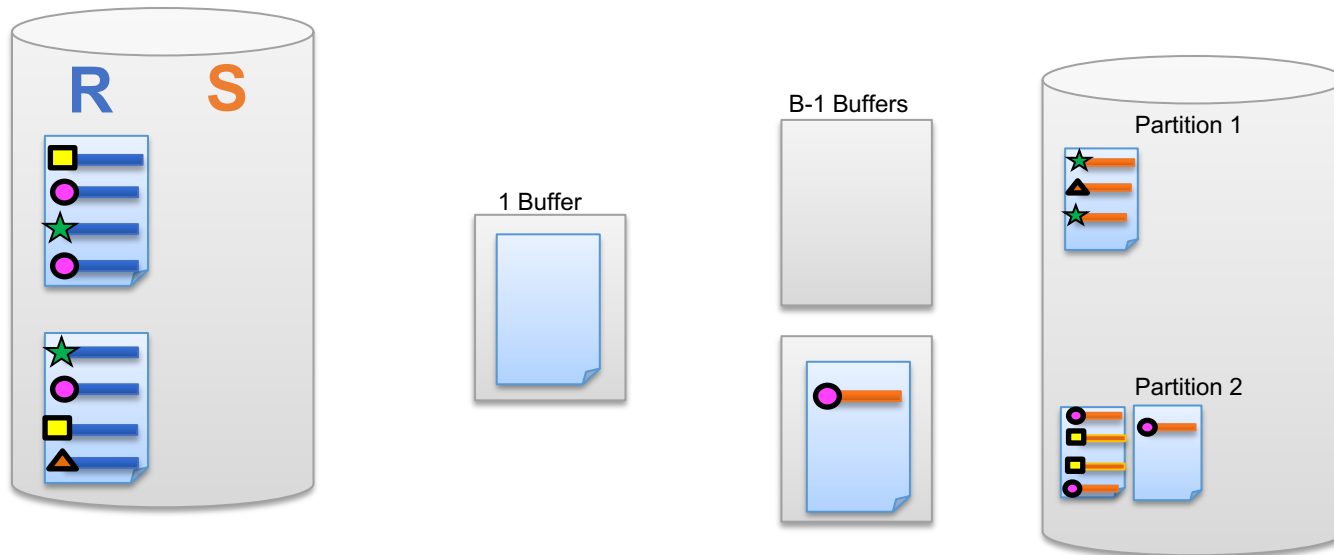 R S
1 Buffer
B-1 Buffers
Partition 1
Partition 2